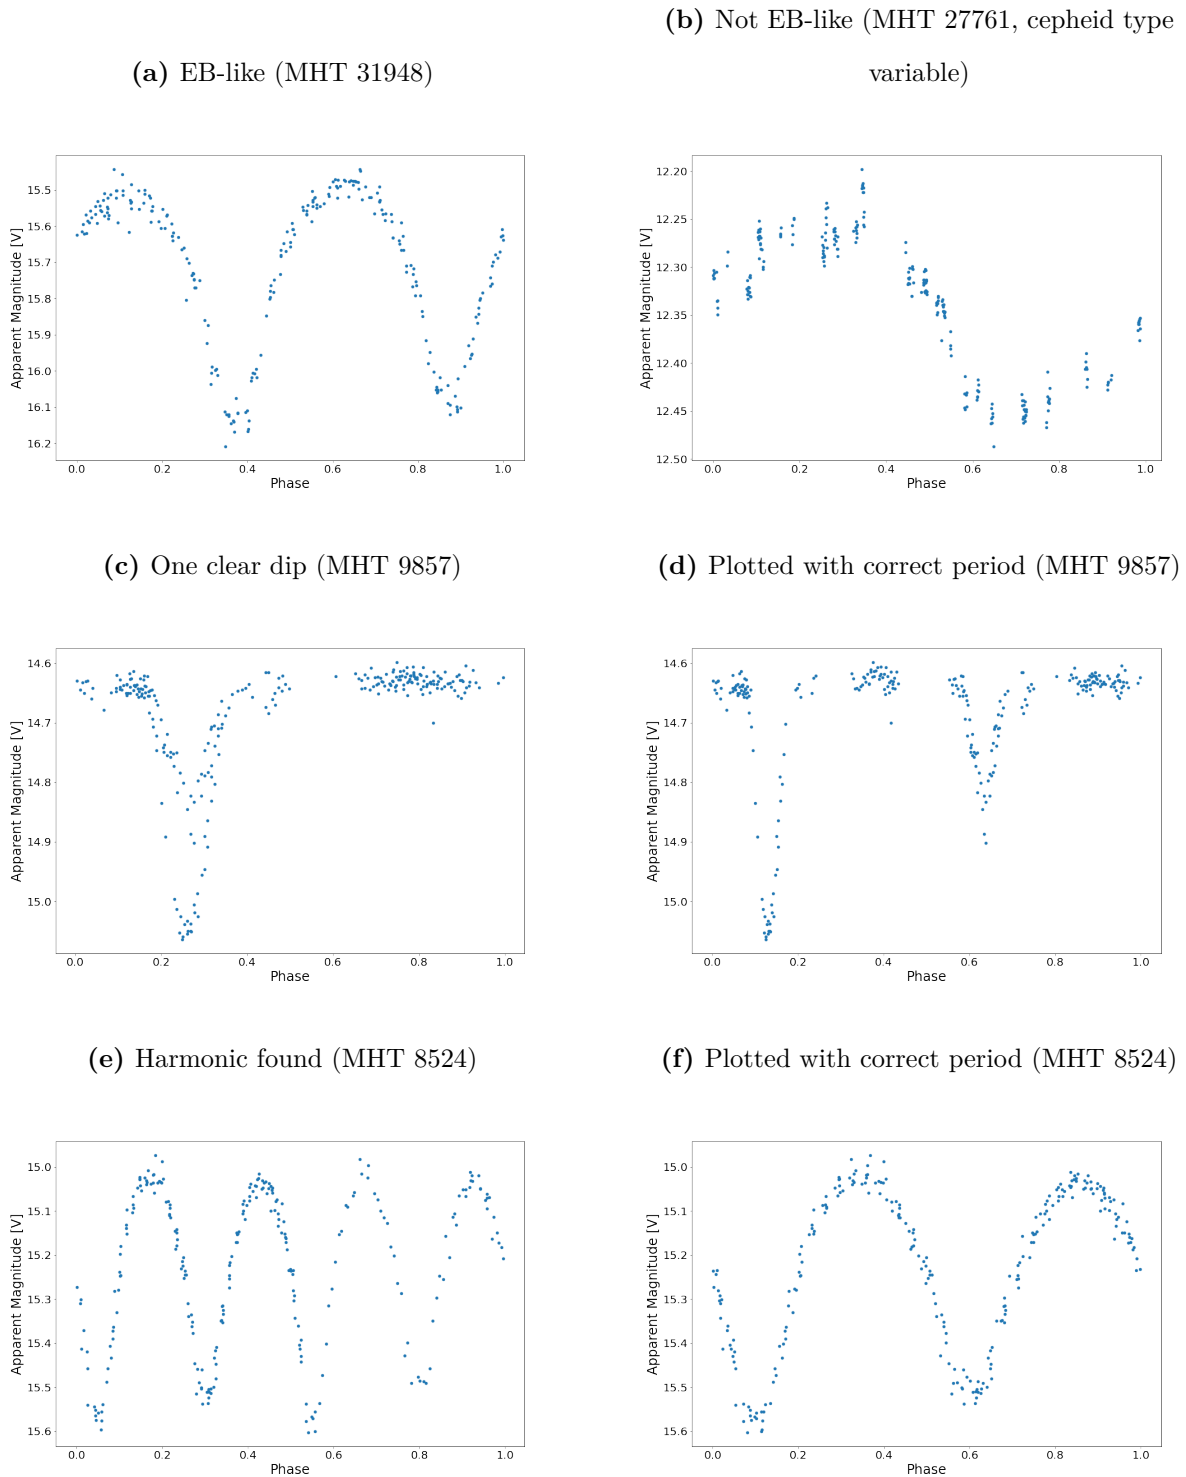 (b) Not EB-like (MHT 27761, cepheid type
(a) EB-like (MHT 31948)
variable)
15.5
15.6
15.7
15.8
15.9
16.0
16.1
16.2
Apparent Magnitude [V]
0.0 0.2 0.4 0.6 0.8 1.0
Phase
12.20
12.25
12.30
12.35
12.40
12.45
12.50
Apparent Magnitude [V]
0.0 0.2 0.4 0.6 0.8 1.0
Phase
(c) One clear dip (MHT 9857)
(d) Plotted with correct period (MHT 9857)
14.6
14.7
14.8
14.9
15.0
Apparent Magnitude [V]
0.0 0.2 0.4 0.6 0.8 1.0
Phase
14.6
14.7
14.8
14.9
15.0
Apparent Magnitude [V]
0.0 0.2 0.4 0.6 0.8 1.0
Phase
(e) Harmonic found (MHT 8524)
(f) Plotted with correct period (MHT 8524)
15.0
15.1
15.2
15.3
15.4
15.5
15.6
Apparent Magnitude [V]
0.0 0.2 0.4 0.6 0.8 1.0
Phase
15.0
15.1
15.2
15.3
15.4
15.5
15.6
Apparent Magnitude [V]
0.0 0.2 0.4 0.6 0.8 1.0
Phase